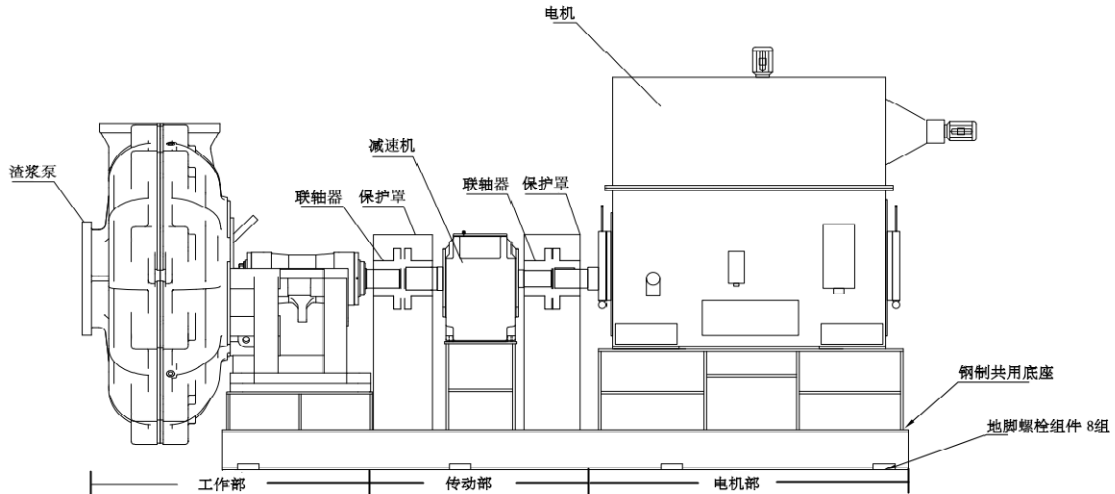 电机
减速机
渣浆泵
联轴器
保护罩
联轴器
保护罩
钢制共用底座
地脚螺栓组件 8组
工作部
传动部
电机部